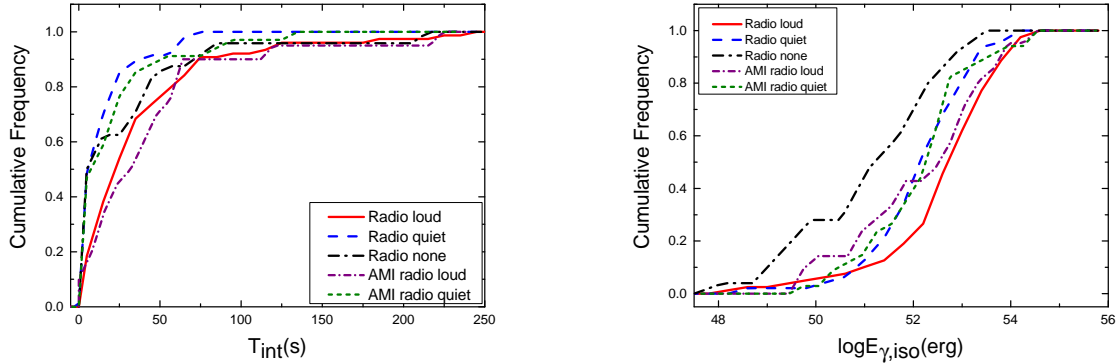 Cumulative Frequency
1.0
0.8
0.6
0.4
0.2
0.0
Radio loud
Radio quiet
Radio none
AMI radio loud
AMI radio quiet
0 50 100 150 200 250
T_int(s)
Cumulative Frequency
1.0
0.8
0.6
0.4
0.2
0.0
Radio loud
Radio quiet
Radio none
AMI radio loud
AMI radio quiet
48 50 52 54 56
logE_γ,iso(erg)